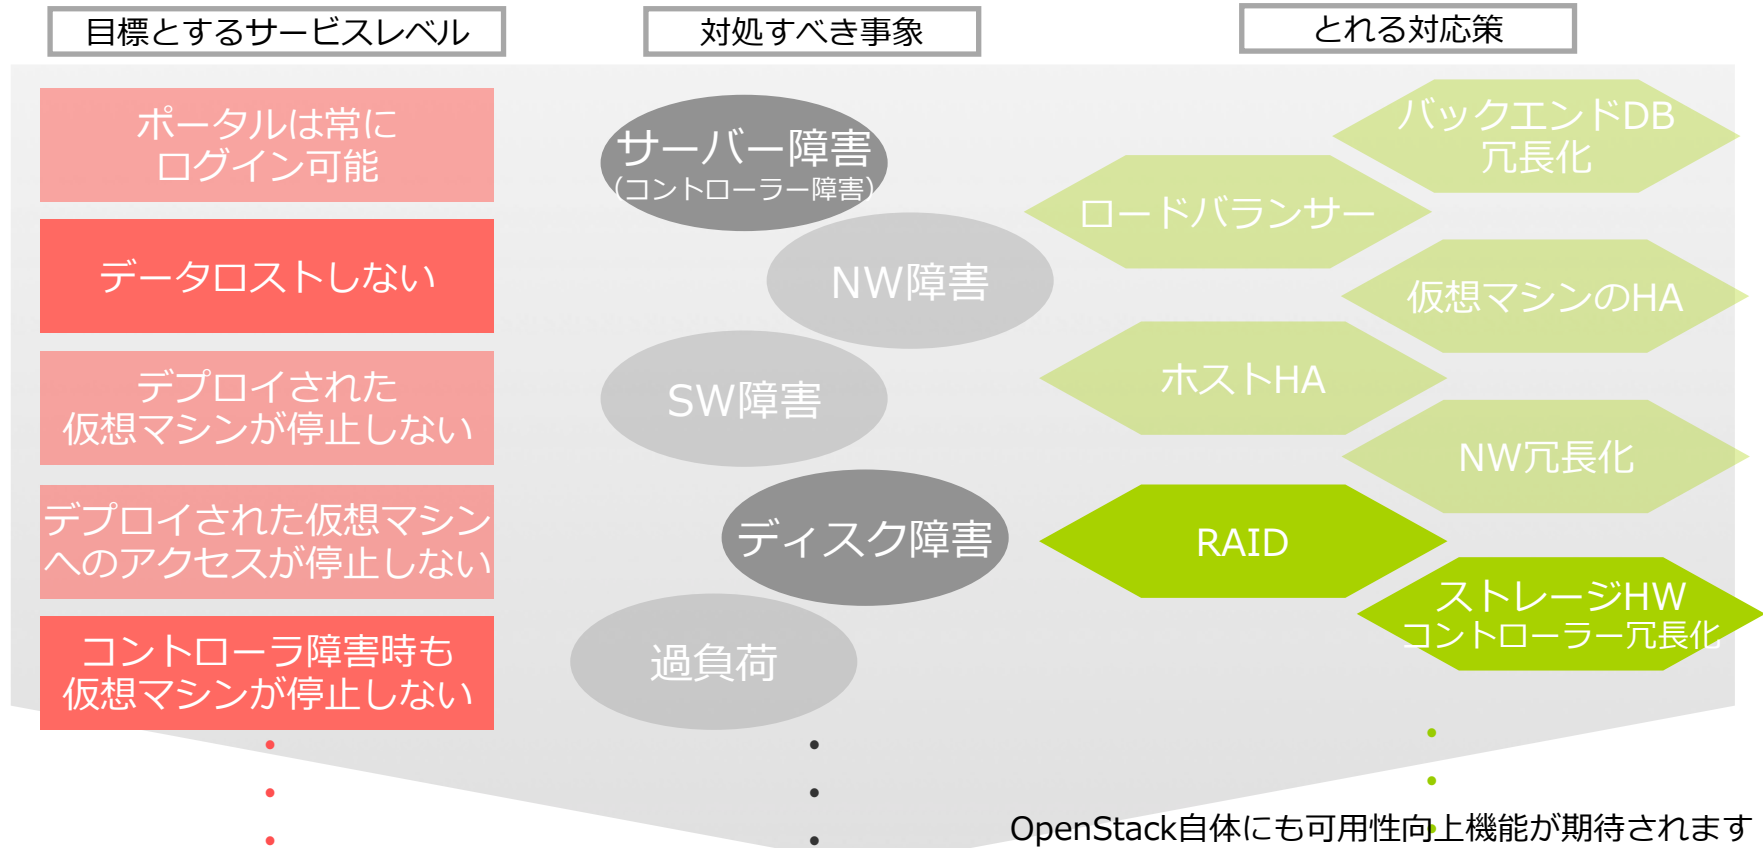 目標とするサービスレベル
対処すべき事象
とれる対応策
ポータルは常に
ログイン可能
データロストしない
デプロイされた
仮想マシンが停止しない
デプロイされた仮想マシン
へのアクセスが停止しない
コントローラ障害時も
仮想マシンが停止しない
サーバー障害
(コントローラー障害)
NW障害
SW障害
ディスク障害
過負荷
バックエンドDB
冗長化
ロードバランサー
仮想マシンのHA
ホストHA
NW冗長化
RAID
ストレージHW
コントローラー冗長化
OpenStack自体にも可用性向上機能が期待されます